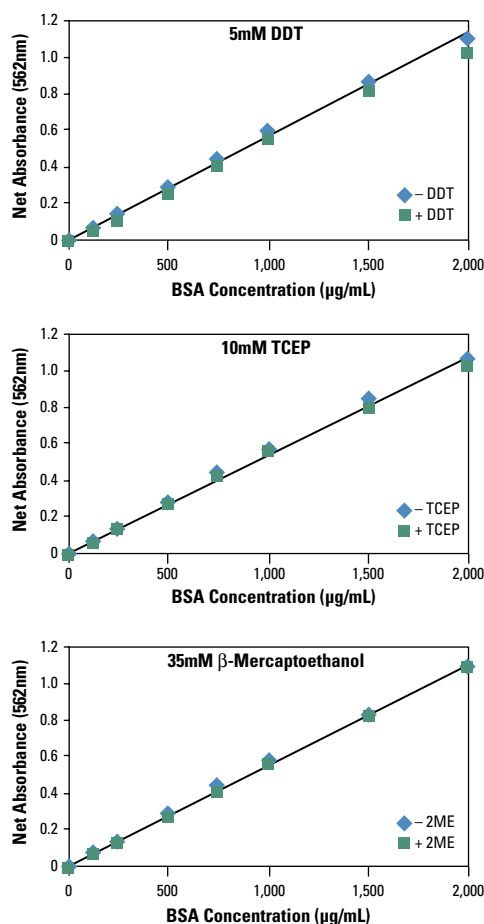 5mM DDT
Net Absorbance (562nm)
1.2
1.0
0.8
0.6
0.4
0.2
0
– DDT
+ DDT
0 500 1,000 1,500 2,000
BSA Concentration (µg/mL)
10mM TCEP
Net Absorbance (562nm)
1.2
1.0
0.8
0.6
0.4
0.2
0
– TCEP
+ TCEP
0 500 1,000 1,500 2,000
BSA Concentration (µg/mL)
35mM β-Mercaptoethanol
Net Absorbance (562nm)
1.2
1.0
0.8
0.6
0.4
0.2
0
– 2ME
+ 2ME
0 500 1,000 1,500 2,000
BSA Concentration (µg/mL)